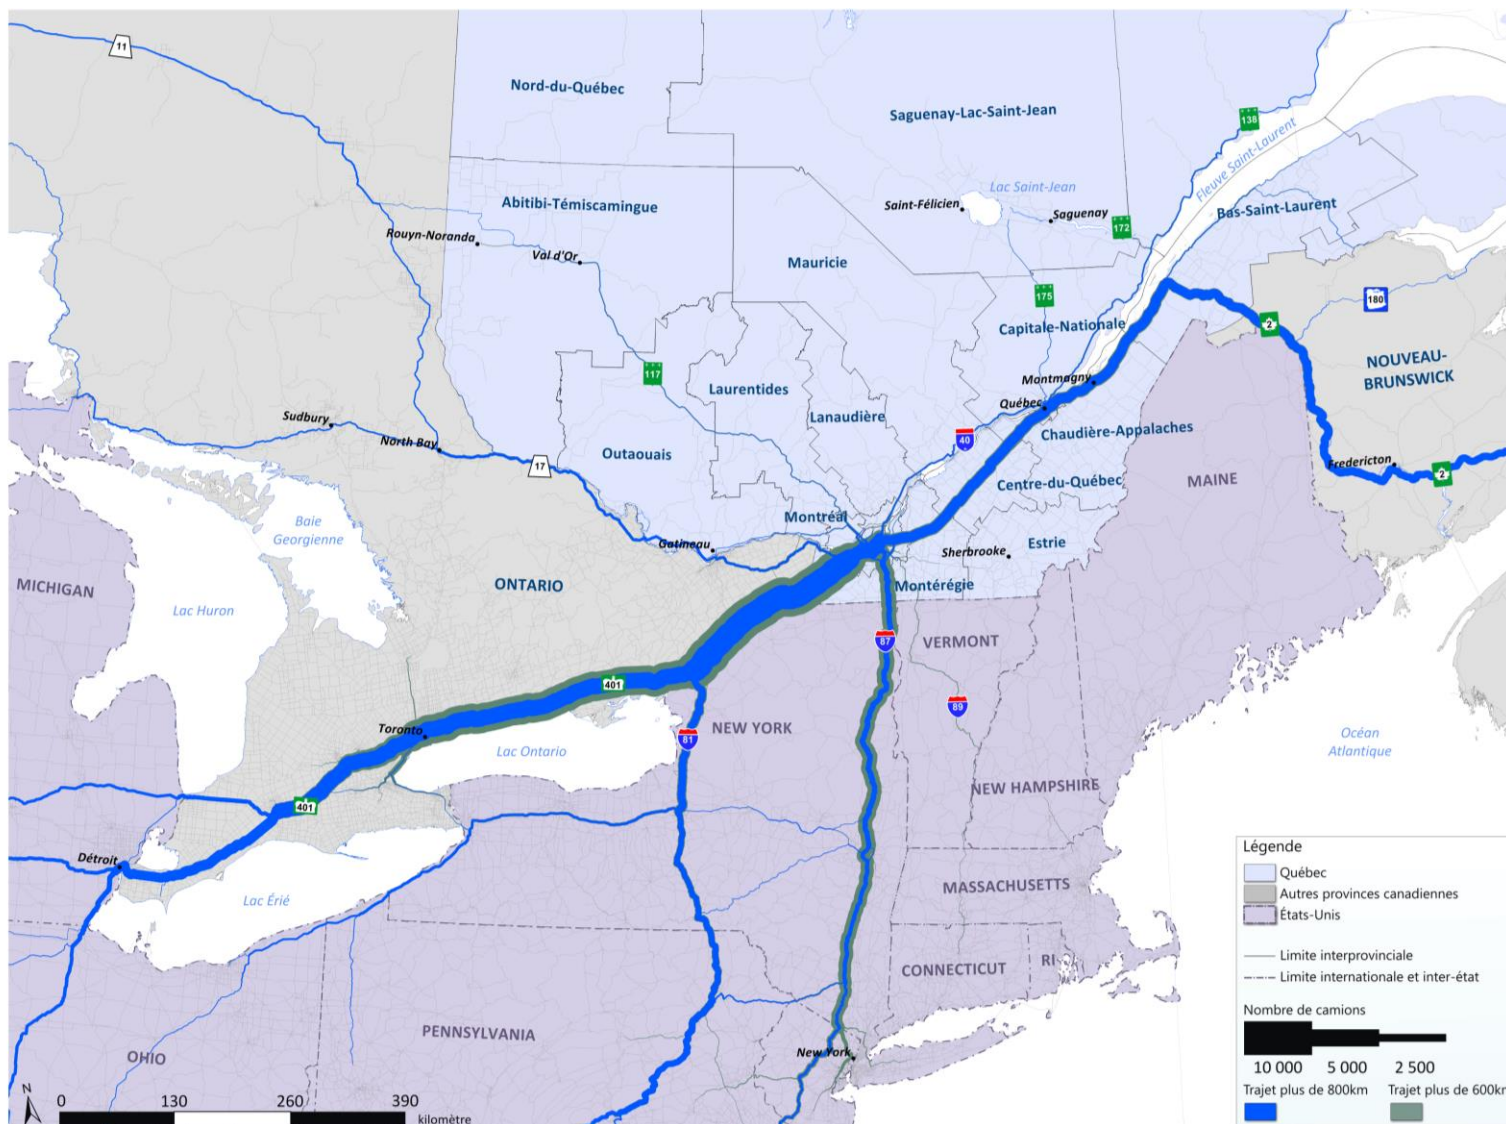 11
138
Nord-du-Québec
Saguenay-Lac-Saint-Jean
Fleuve Saint-Laurent
Lac Saint-Jean
Abitibi-Témiscamingue
Saint-Félicien
Saguenay
172
Bas-Saint-Laurent
Rouyn-Noranda
Val d'Or
Mauricie
175
180
Capitale-Nationale
2
NOUVEAU-
BRUNSWICK
117
Laurentides
Montmagny
Québec
Lanaudière
Sudbury
North Bay
17
Outaouais
40
Chaudière-Appalaches
Fredericton
2
MAINE
Centre-du-Québec
Baie
Georgienne
Montréal
Gatineau
Sherbrooke
Estrie
MICHIGAN
ONTARIO
Montérégie
Lac Huron
87
VERMONT
401
89
Toronto
Lac Ontario
81
NEW YORK
Océan
Atlantique
NEW HAMPSHIRE
401
Détroit
Lac Érié
MASSACHUSETTS
CONNECTICUT
RI
PENNSYLVANIA
OHIO
New York
N
0
130
260
390
kilomètre
Légende
Québec
Autres provinces canadiennes
États-Unis
Limite interprovinciale
Limite internationale et inter-état
Nombre de camions
10 000 5 000 2 500
Trajet plus de 800km Trajet plus de 600km